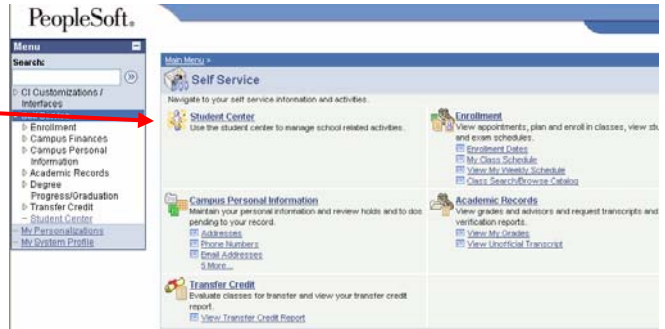 PeopleSoft.
Menu
Search:
CI Customizations /
Interfaces
Enrollment
Campus Finances
Campus Personal
Information
Academic Records
Degree
Progress/Graduation
Transfer Credit
Student Center
My Personalizations
My System Profile
Main Menu >
Self Service
Navigate to your self service information and activities.
Student Center
Use the student center to manage school related activities.
Enrollment
View appointments, plan and enroll in classes, view stu
and exam schedules.
Enrollment Dates
My Class Schedule
View My Weekly Schedule
Class Search/Browse Catalog
Campus Personal Information
Maintain your personal information and review holds and to dos
pending to your record.
Addresses
Phone Numbers
Email Addresses
5 More...
Academic Records
View grades and advisors and request transcripts and
verification reports.
View My Grades
View Unofficial Transcript
Transfer Credit
Evaluate classes for transfer and view your transfer credit
report.
View Transfer Credit Report